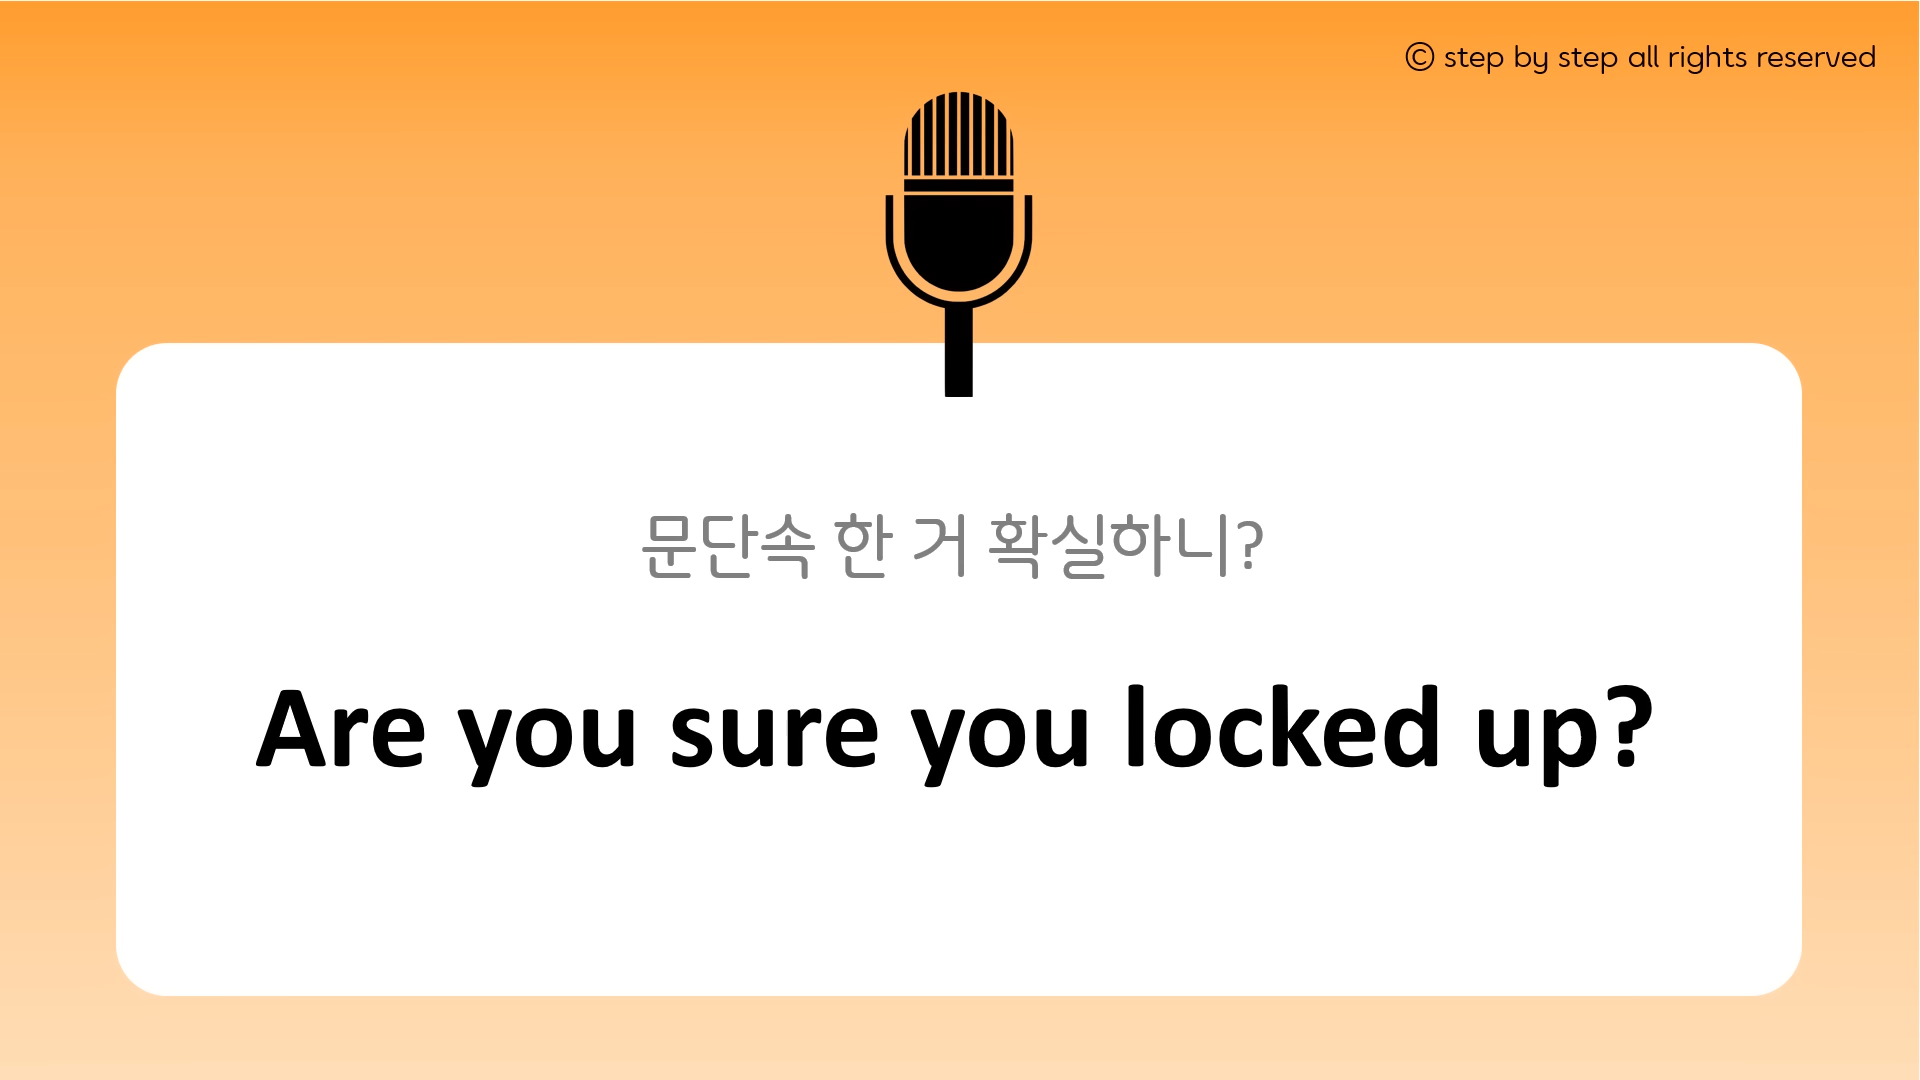 © step by step all rights reserved
문단속 한 거 확실하니?
Are you sure you locked up?